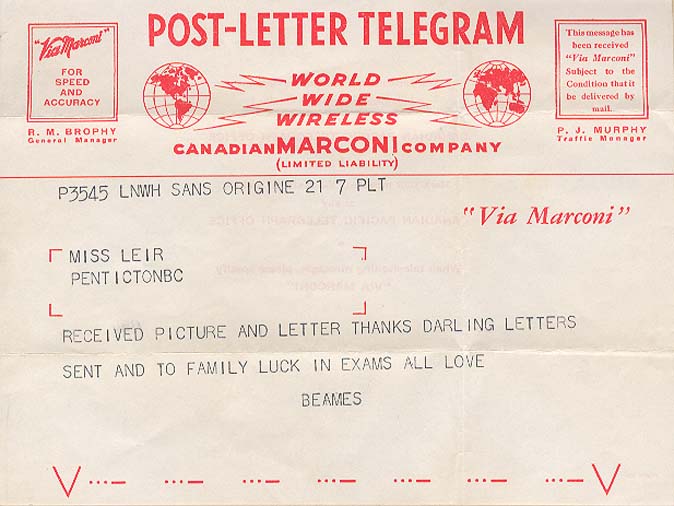 POST-LETTER TELEGRAM
"Via Marconi"
FOR
SPEED
AND
ACCURACY
R. M. BROPHY
General Manager
WORLD
WIDE
WIRELESS
CANADIAN MARCONI COMPANY
(LIMITED LIABILITY)
This message has
been received
"Via Marconi"
Subject to the
Condition that it
be delivered by
mail.
P. J. MURPHY
Traffic Manager
P3545 LNWH SANS ORIGINE 21 7 PLT
"Via Marconi"
MISS LEIR
PENTICTONBC
RECEIVED PICTURE AND LETTER THANKS DARLING LETTERS
SENT AND TO FAMILY LUCK IN EXAMS ALL LOVE
BEAMES